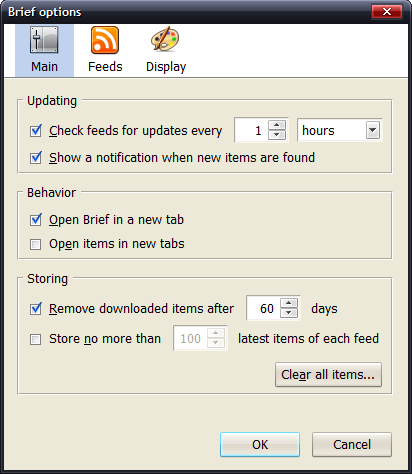 Brief options
Main Feeds Display
Updating
Check feeds for updates every 1 hours
Show a notification when new items are found
Behavior
Open Brief in a new tab
Open items in new tabs
Storing
Remove downloaded items after 60 days
Store no more than 100 latest items of each feed
Clear all items...
OK Cancel